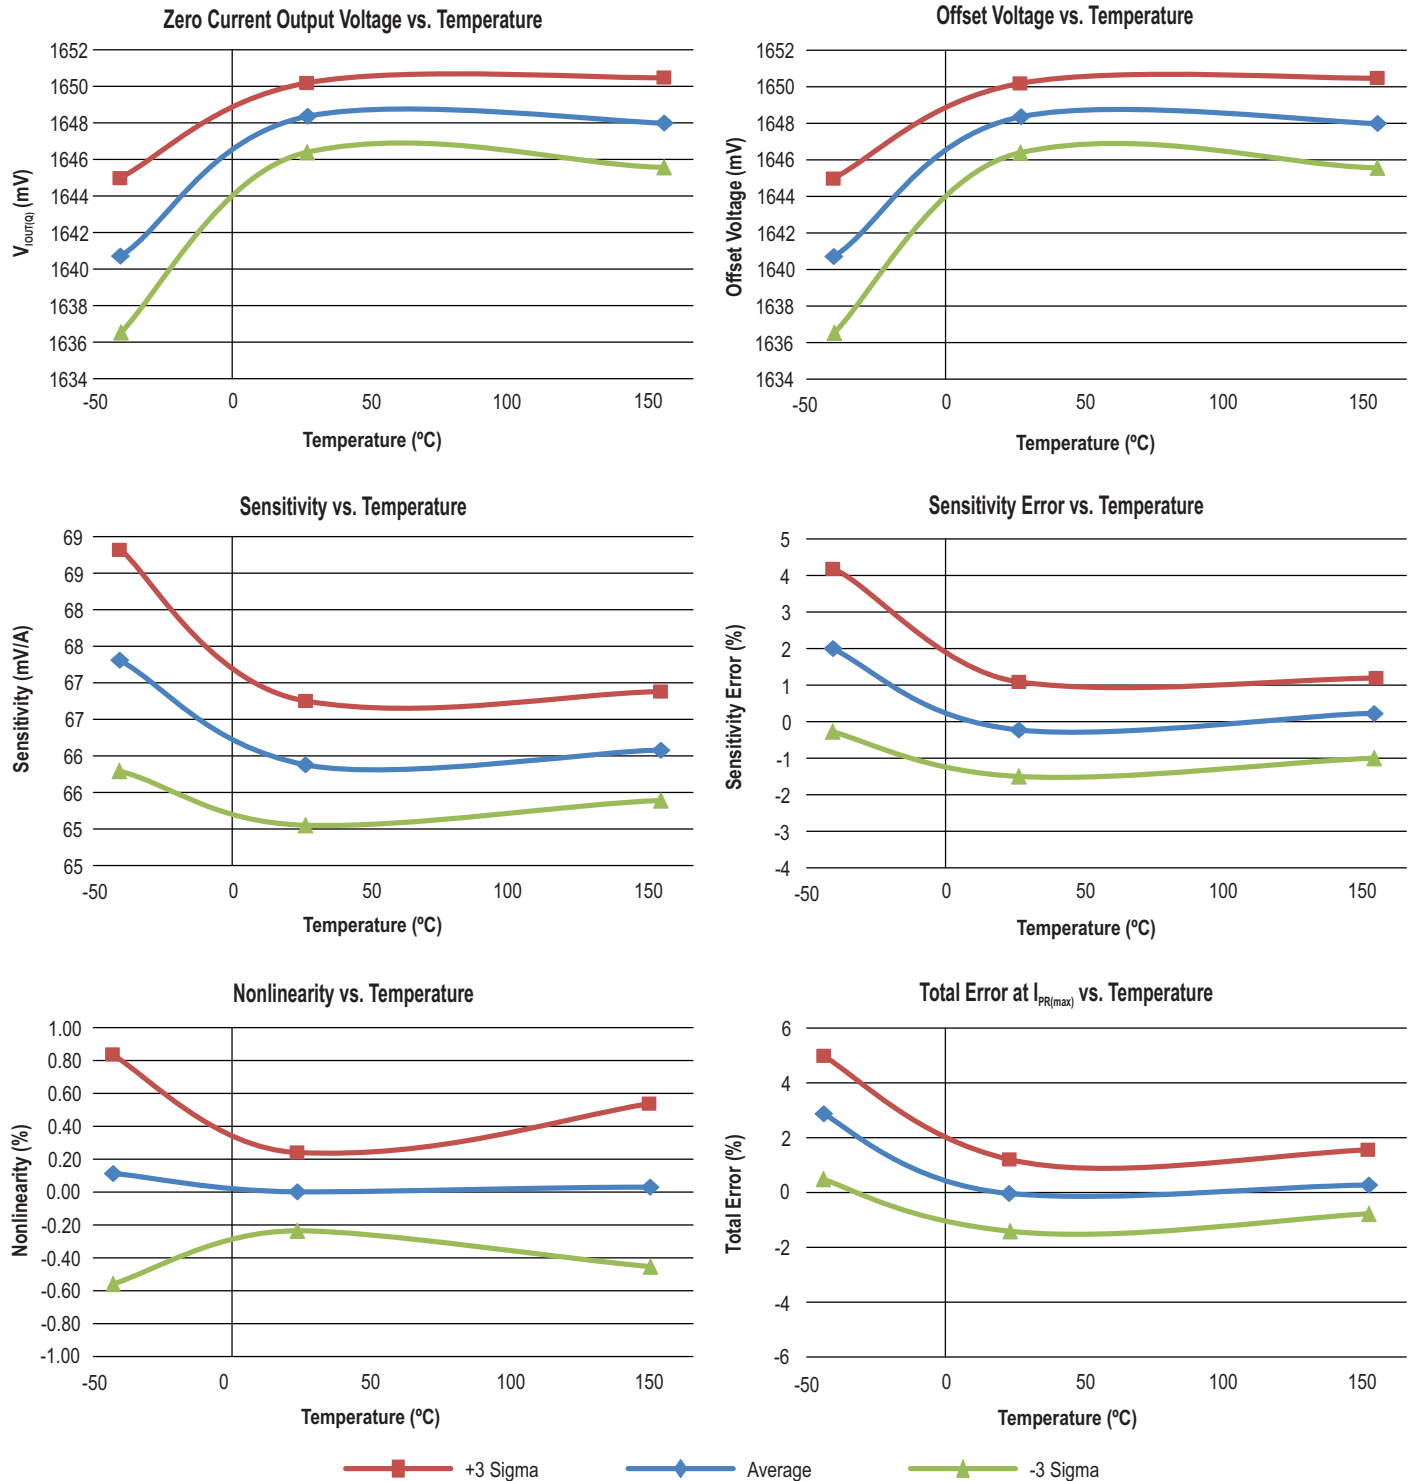 Zero Current Output Voltage vs. Temperature
1652
1650
1648
1646
1644
1642
1640
1638
1636
1634
V_IOUT(Q) (mV)
-50 0 50 100 150
Temperature (ºC)
Offset Voltage vs. Temperature
1652
1650
1648
1646
1644
1642
1640
1638
1636
1634
Offset Voltage (mV)
-50 0 50 100 150
Temperature (ºC)
Sensitivity vs. Temperature
69
69
68
68
67
67
66
66
65
65
Sensitivity (mV/A)
-50 0 50 100 150
Temperature (ºC)
Sensitivity Error vs. Temperature
5
4
3
2
1
0
-1
-2
-3
-4
Sensitivity Error (%)
-50 0 50 100 150
Temperature (ºC)
Nonlinearity vs. Temperature
1.00
0.80
0.60
0.40
0.20
0.00
-0.20
-0.40
-0.60
-0.80
-1.00
Nonlinearity (%)
-50 0 50 100 150
Temperature (ºC)
Total Error at I_PR(max) vs. Temperature
6
4
2
0
-2
-4
-6
Total Error (%)
-50 0 50 100 150
Temperature (ºC)
+3 Sigma
Average
-3 Sigma